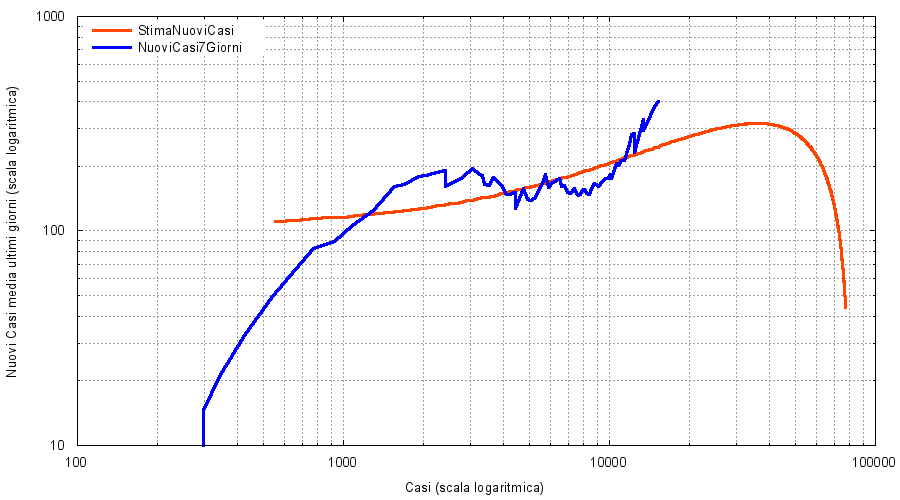 1000
StimaNuoviCasi
NuoviCasi7Giorni
Nuovi Casi media ultimi giorni (scala logaritmica)
100
10
100
1000
10000
100000
Casi (scala logaritmica)